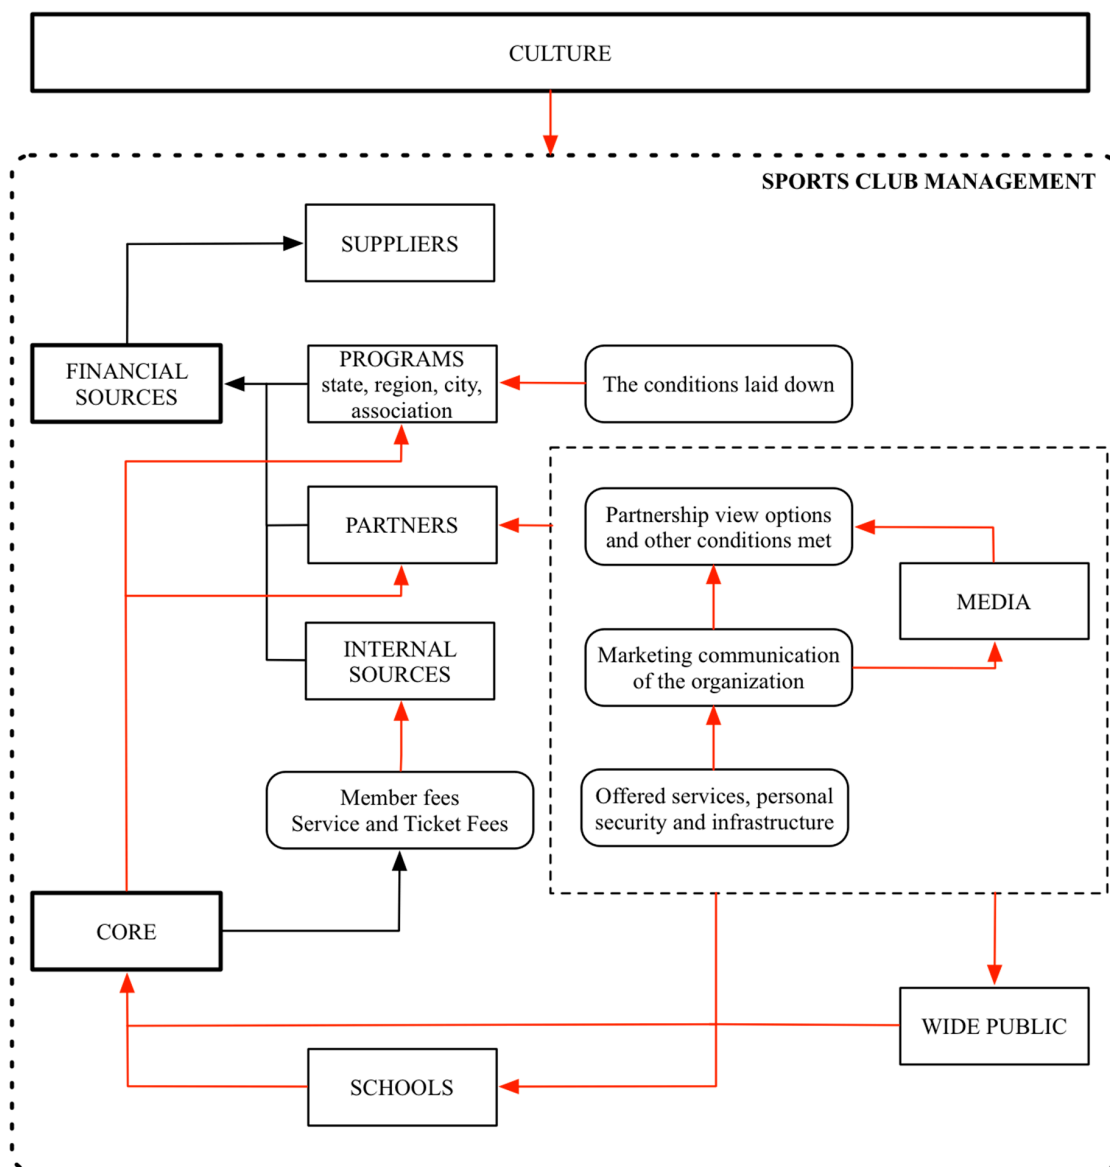 CULTURE
SPORTS CLUB MANAGEMENT
SUPPLIERS
FINANCIAL
SOURCES
PROGRAMS
state, region, city,
association
The conditions laid down
PARTNERS
Partnership view options
and other conditions met
MEDIA
INTERNAL
SOURCES
Marketing communication
of the organization
Member fees
Service and Ticket Fees
Offered services, personal
security and infrastructure
CORE
WIDE PUBLIC
SCHOOLS